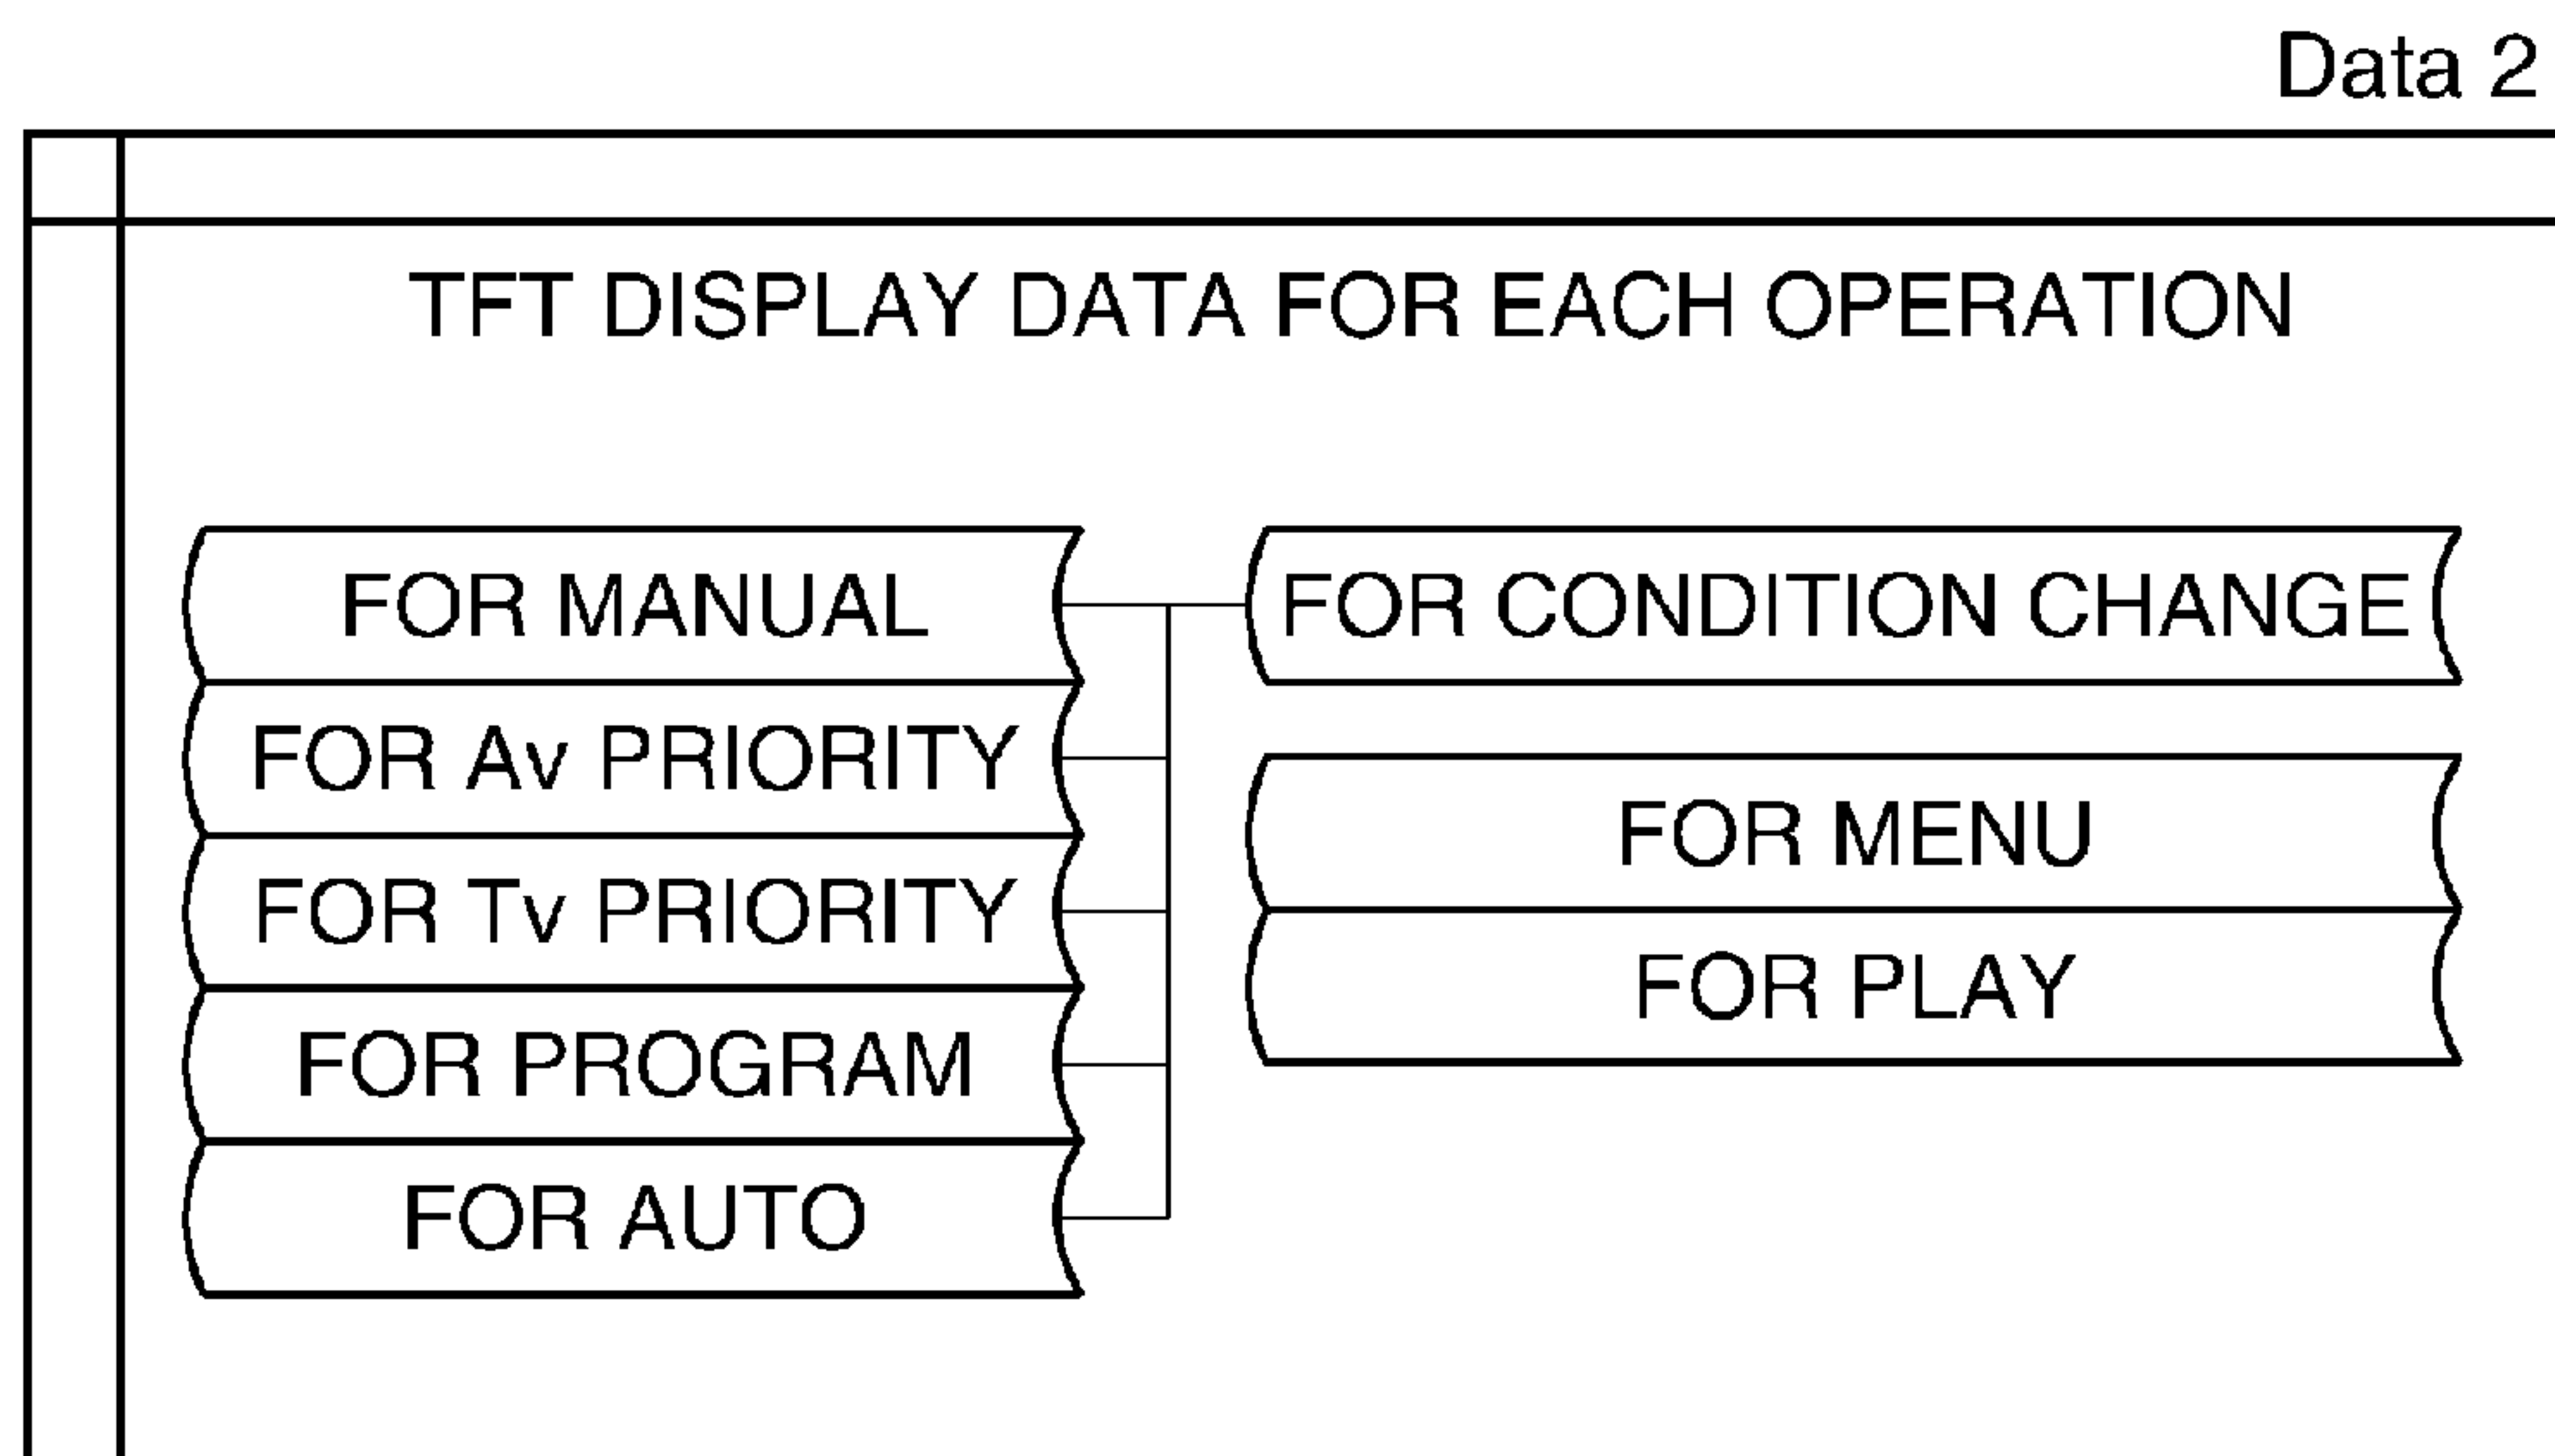 Data 2
TFT DISPLAY DATA FOR EACH OPERATION
FOR MANUAL
FOR Av PRIORITY
FOR Tv PRIORITY
FOR PROGRAM
FOR AUTO
FOR CONDITION CHANGE
FOR MENU
FOR PLAY